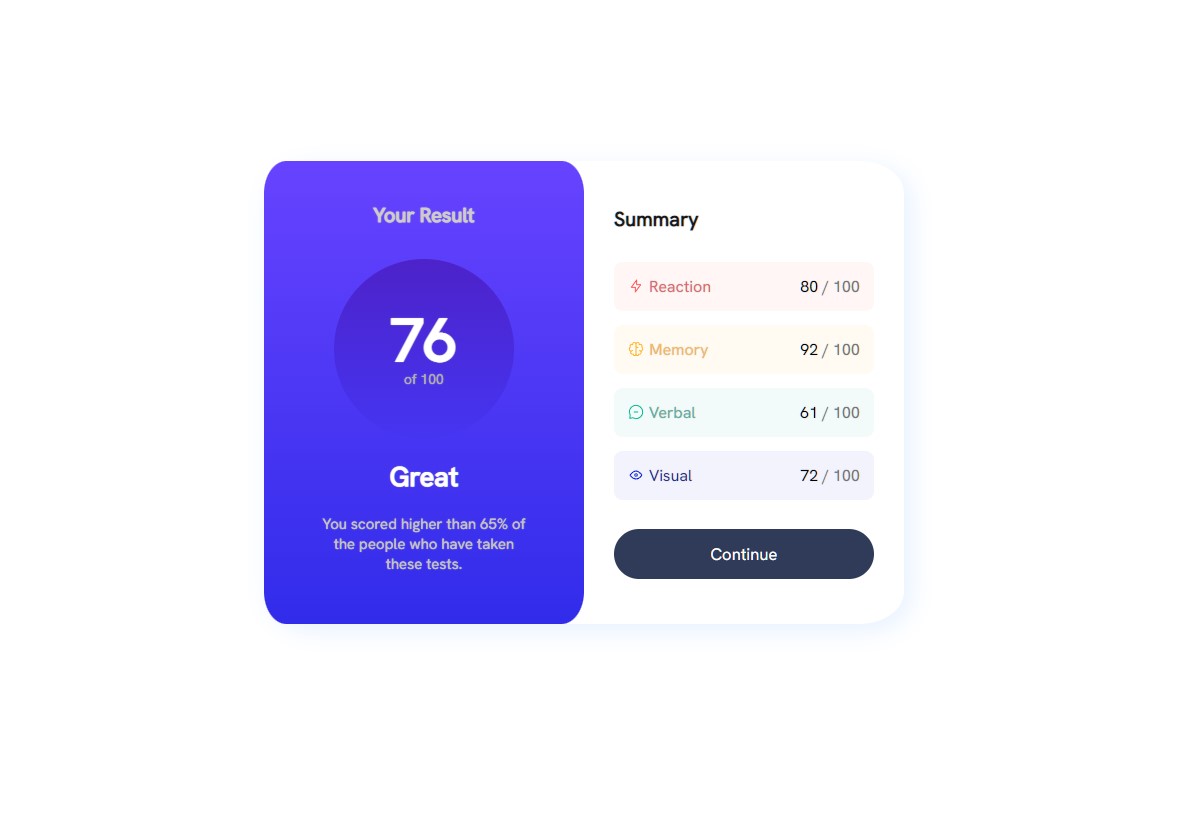 Your Result
76
of 100
Great
You scored higher than 65% of
the people who have taken
these tests.
Summary
Reaction 80 / 100
Memory 92 / 100
Verbal 61 / 100
Visual 72 / 100
Continue